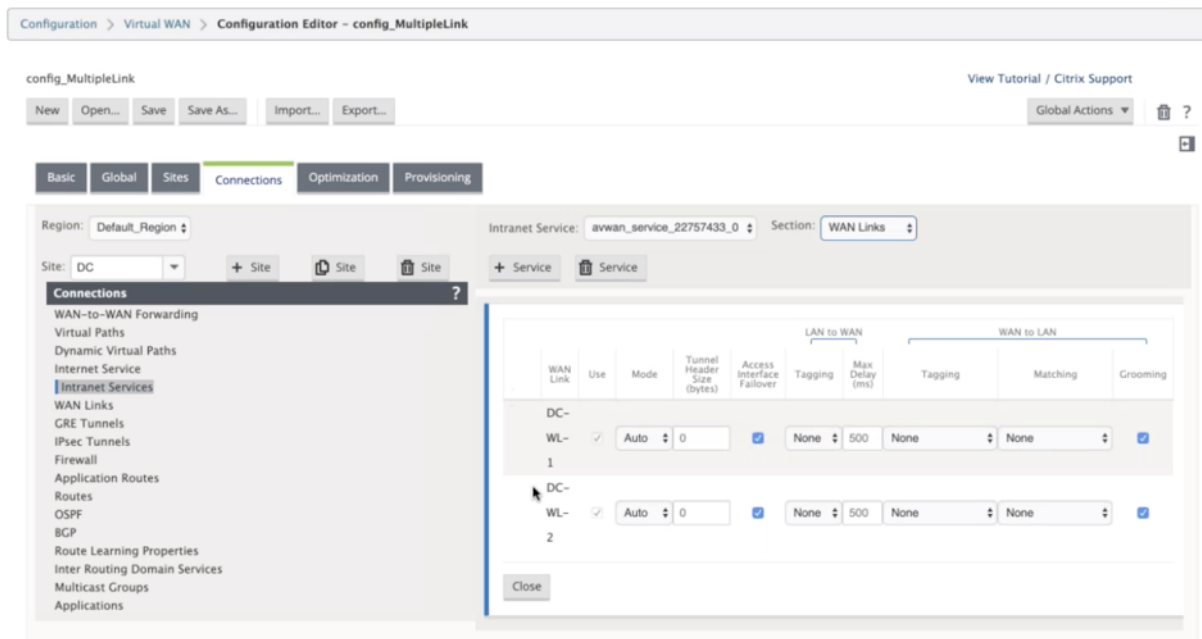 Configuration > Virtual WAN > Configuration Editor – config_MultipleLink
config_MultipleLink
View Tutorial / Citrix Support
New Open... Save Save As... Import... Export...
Global Actions
?
Basic Global Sites Connections Optimization Provisioning
Region: Default_Region
Site: DC
+ Site Site Site
Connections ?
WAN-to-WAN Forwarding
Virtual Paths
Dynamic Virtual Paths
Internet Service
Intranet Services
WAN Links
GRE Tunnels
IPsec Tunnels
Firewall
Application Routes
Routes
OSPF
BGP
Route Learning Properties
Inter Routing Domain Services
Multicast Groups
Applications
Intranet Service: avwan_service_22757433_0 Section: WAN Links
+ Service Service
LAN to WAN WAN to LAN
WAN Link Use Mode Tunnel Header Size (bytes) Access Interface Failover Tagging Max Delay (ms) Tagging Matching Grooming
DC-
WL- Auto 0 None 500 None None
1
DC-
WL- Auto 0 None 500 None None
2
Close